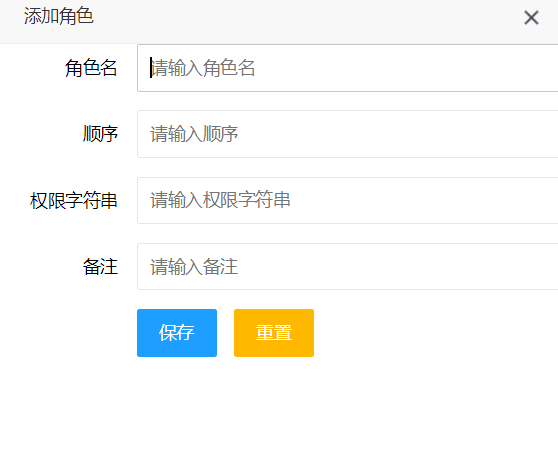 添加角色
角色名 请输入角色名
顺序 请输入顺序
权限字符串 请输入权限字符串
备注 请输入备注
保存 重置